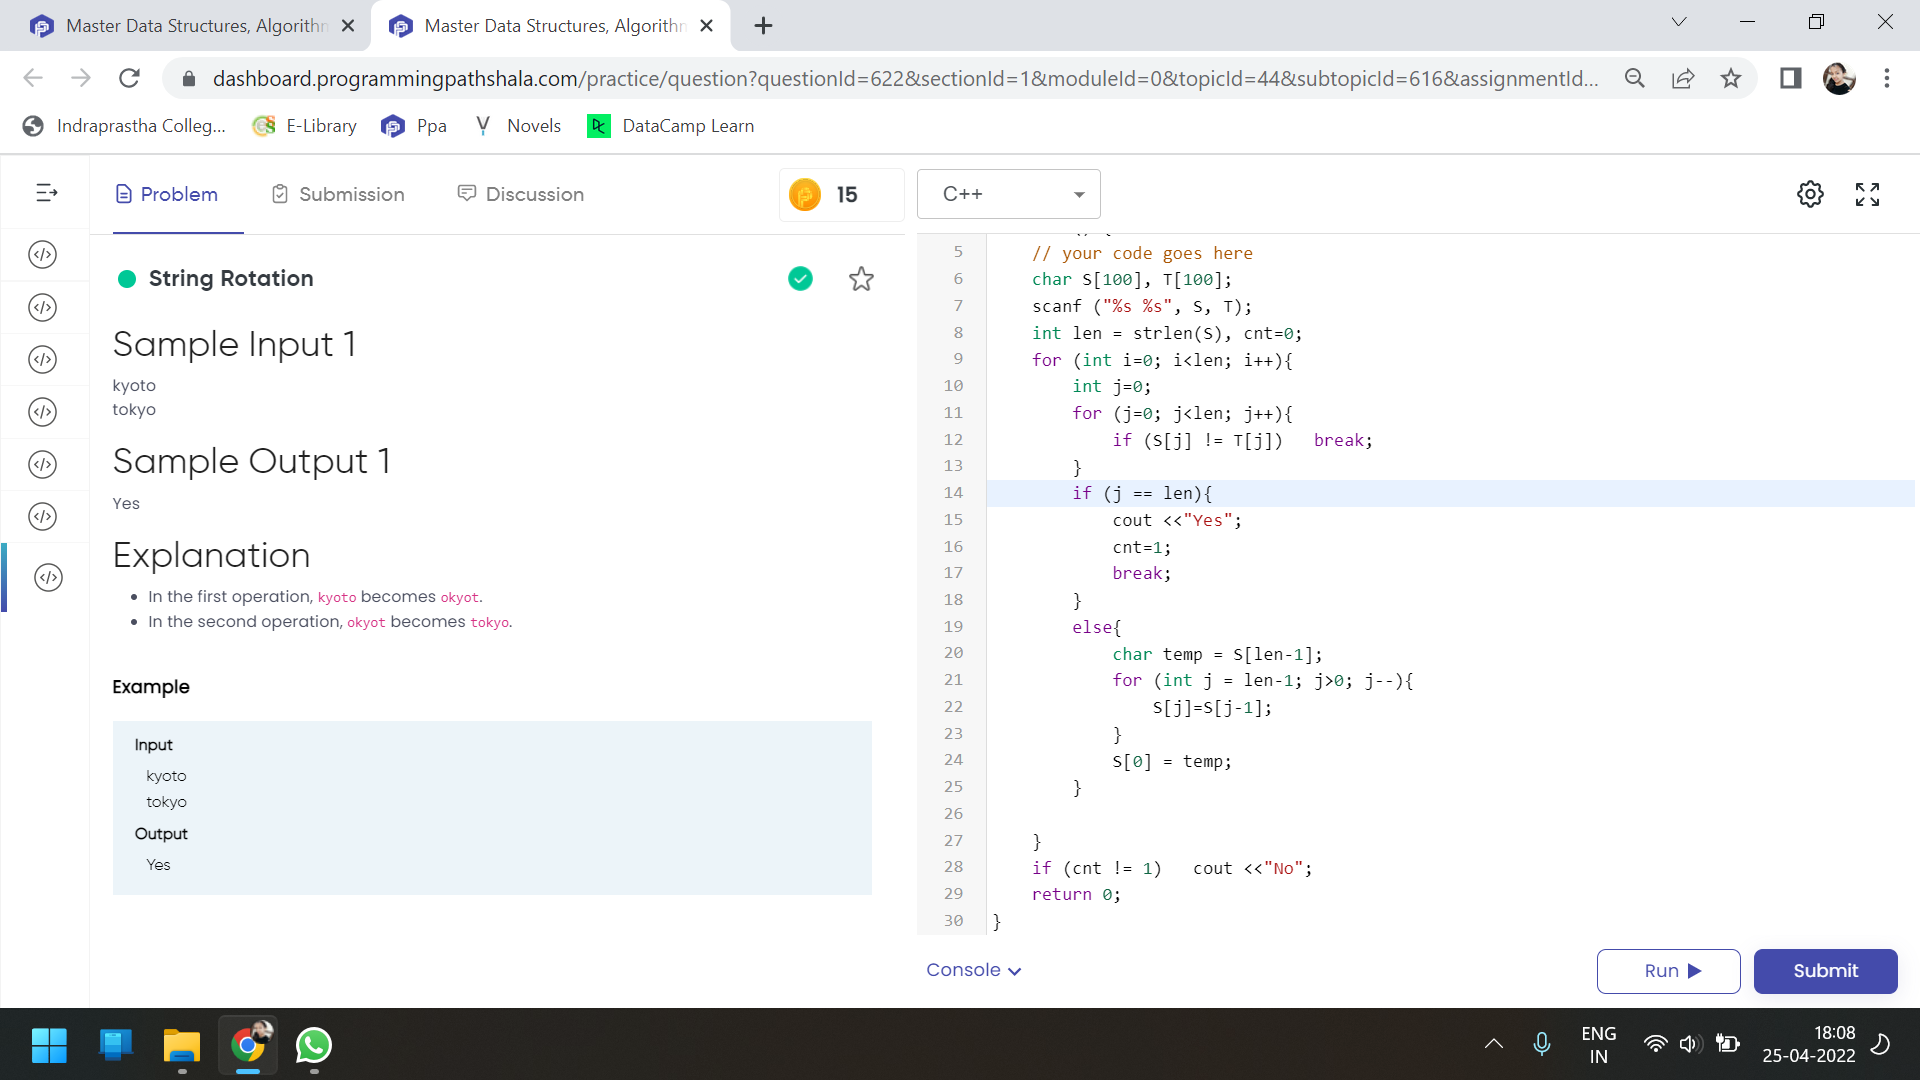 Master Data Structures, Algorithm
Master Data Structures, Algorithm
dashboard.programmingpathshala.com/practice/question?questionId=622&sectionId=1&moduleId=0&topicId=44&subtopicId=616&assignmentId...
Indraprastha Colleg...
E-Library
Ppa
Novels
DataCamp Learn
Problem
Submission
Discussion
15
C++
String Rotation
Sample Input 1
kyoto
tokyo
Sample Output 1
Yes
Explanation
• In the first operation, kyoto becomes okyot.
• In the second operation, okyot becomes tokyo.
Example
Input
kyoto
tokyo
Output
Yes
5 // your code goes here
6 char S[100], T[100];
7 scanf ("%s %s", S, T);
8 int len = strlen(S), cnt=0;
9 for (int i=0; i<len; i++){
10 int j=0;
11 for (j=0; j<len; j++){
12 if (S[j] != T[j]) break;
13 }
14 if (j == len){
15 cout <<"Yes";
16 cnt=1;
17 break;
18 }
19 else{
20 char temp = S[len-1];
21 for (int j = len-1; j>0; j--){
22 S[j]=S[j-1];
23 }
24 S[0] = temp;
25 }
26
27 }
28 if (cnt != 1) cout <<"No";
29 return 0;
30 }
Console
Run
Submit
ENG
IN
18:08
25-04-2022